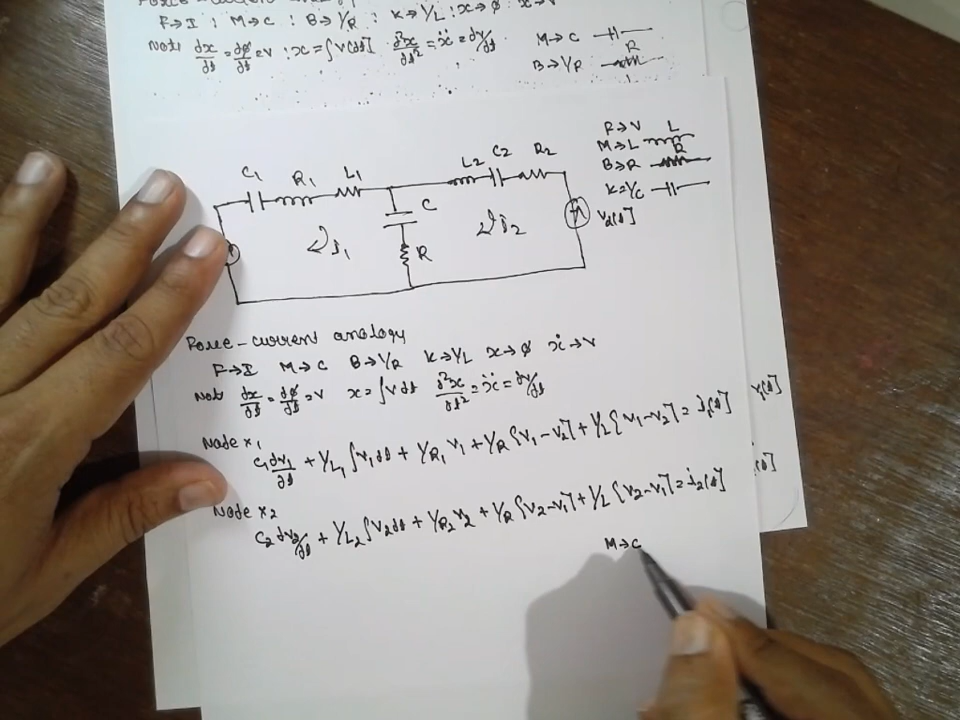 F→I : M→C : B→1/R : K→1/L : x→φ : x→v
Note dx/dt = dφ/dt = v : x = ∫v(dt) d²x/dt² = ẍ = dv/dt
M→C
R
B→1/R
C1 R1 L1 L2 C2 R2
C
R
i1
i2
V2(t)
F→V L
M→L R
B→R
K=1/C
Force-current analogy
F→I M→C B→1/R K→1/L x→φ ẋ→v
Note dx/dt = dφ/dt = v x = ∫v dt d²x/dt² = ẍ = dv/dt
Node x1
C1 dv1/dt + 1/L1 ∫v1 dt + 1/R1 v1 + 1/R {v1-v2} + 1/L {v1-v2} = i1(t)
Node x2
C2 dv2/dt + 1/L2 ∫v2 dt + 1/R2 v2 + 1/R {v2-v1} + 1/L {v2-v1} = i2(t)
M→C